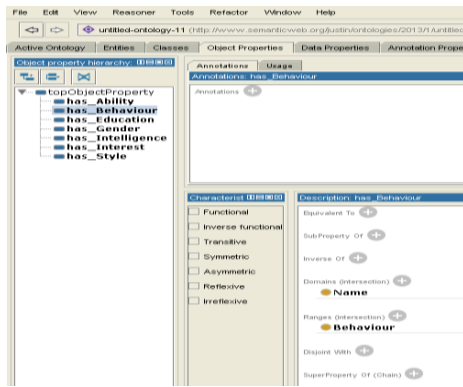 File Edit View Reasoner Tools Refactor Window Help
untitled-ontology-11 (http://www.semanticweb.org/justin/ontologies/2013/1/untitled
Active Ontology Entities Classes Object Properties Data Properties Annotation Prope
Object property hierarchy:
topObjectProperty
has_Ability
has_Behaviour
has_Education
has_Gender
has_Intelligence
has_Interest
has_Style
Annotations Usage
Annotations: has_Behaviour
Annotations
Characterist
Functional
Inverse functional
Transitive
Symmetric
Asymmetric
Reflexive
Irreflexive
Description: has_Behaviour
Equivalent To
SubProperty Of
Inverse Of
Domains (intersection)
Name
Ranges (intersection)
Behaviour
Disjoint With
SuperProperty Of (Chain)